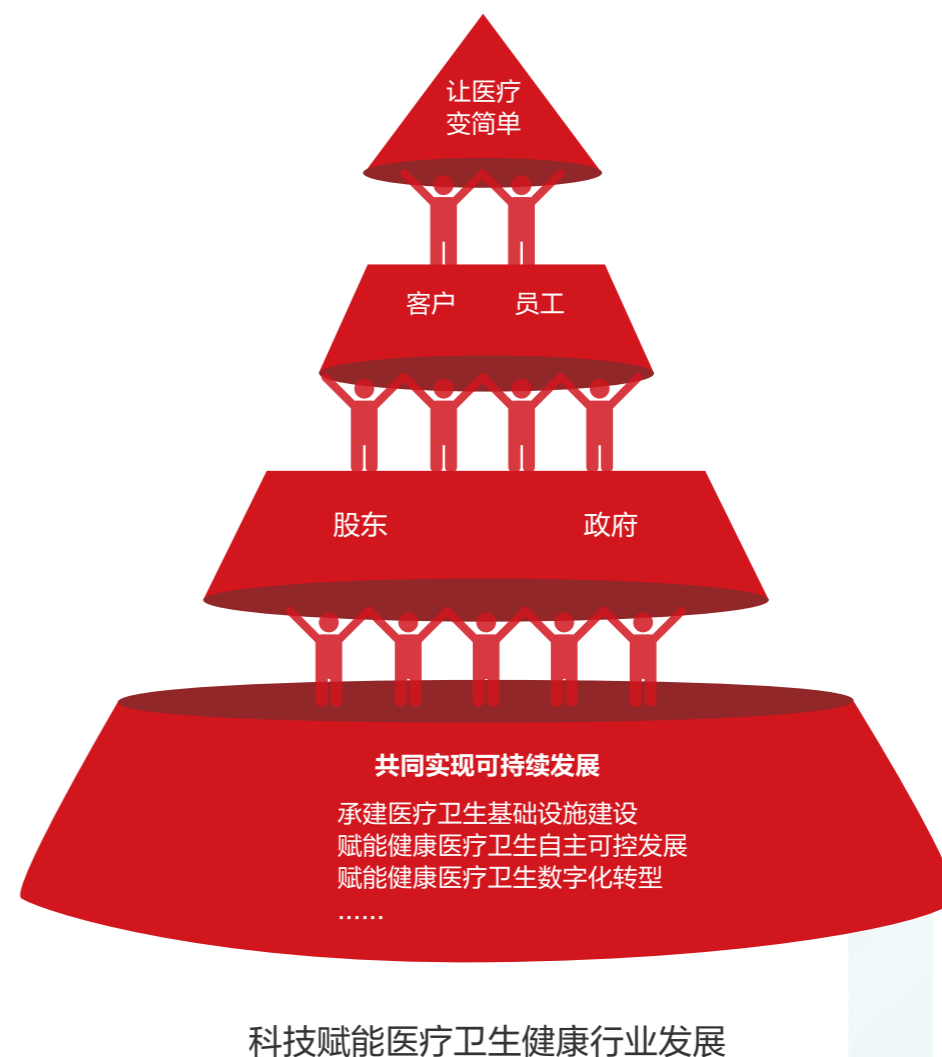 让医疗
变简单
客户 员工
股东 政府
共同实现可持续发展
承建医疗卫生基础设施建设
赋能健康医疗卫生自主可控发展
赋能健康医疗卫生数字化转型
......
科技赋能医疗卫生健康行业发展